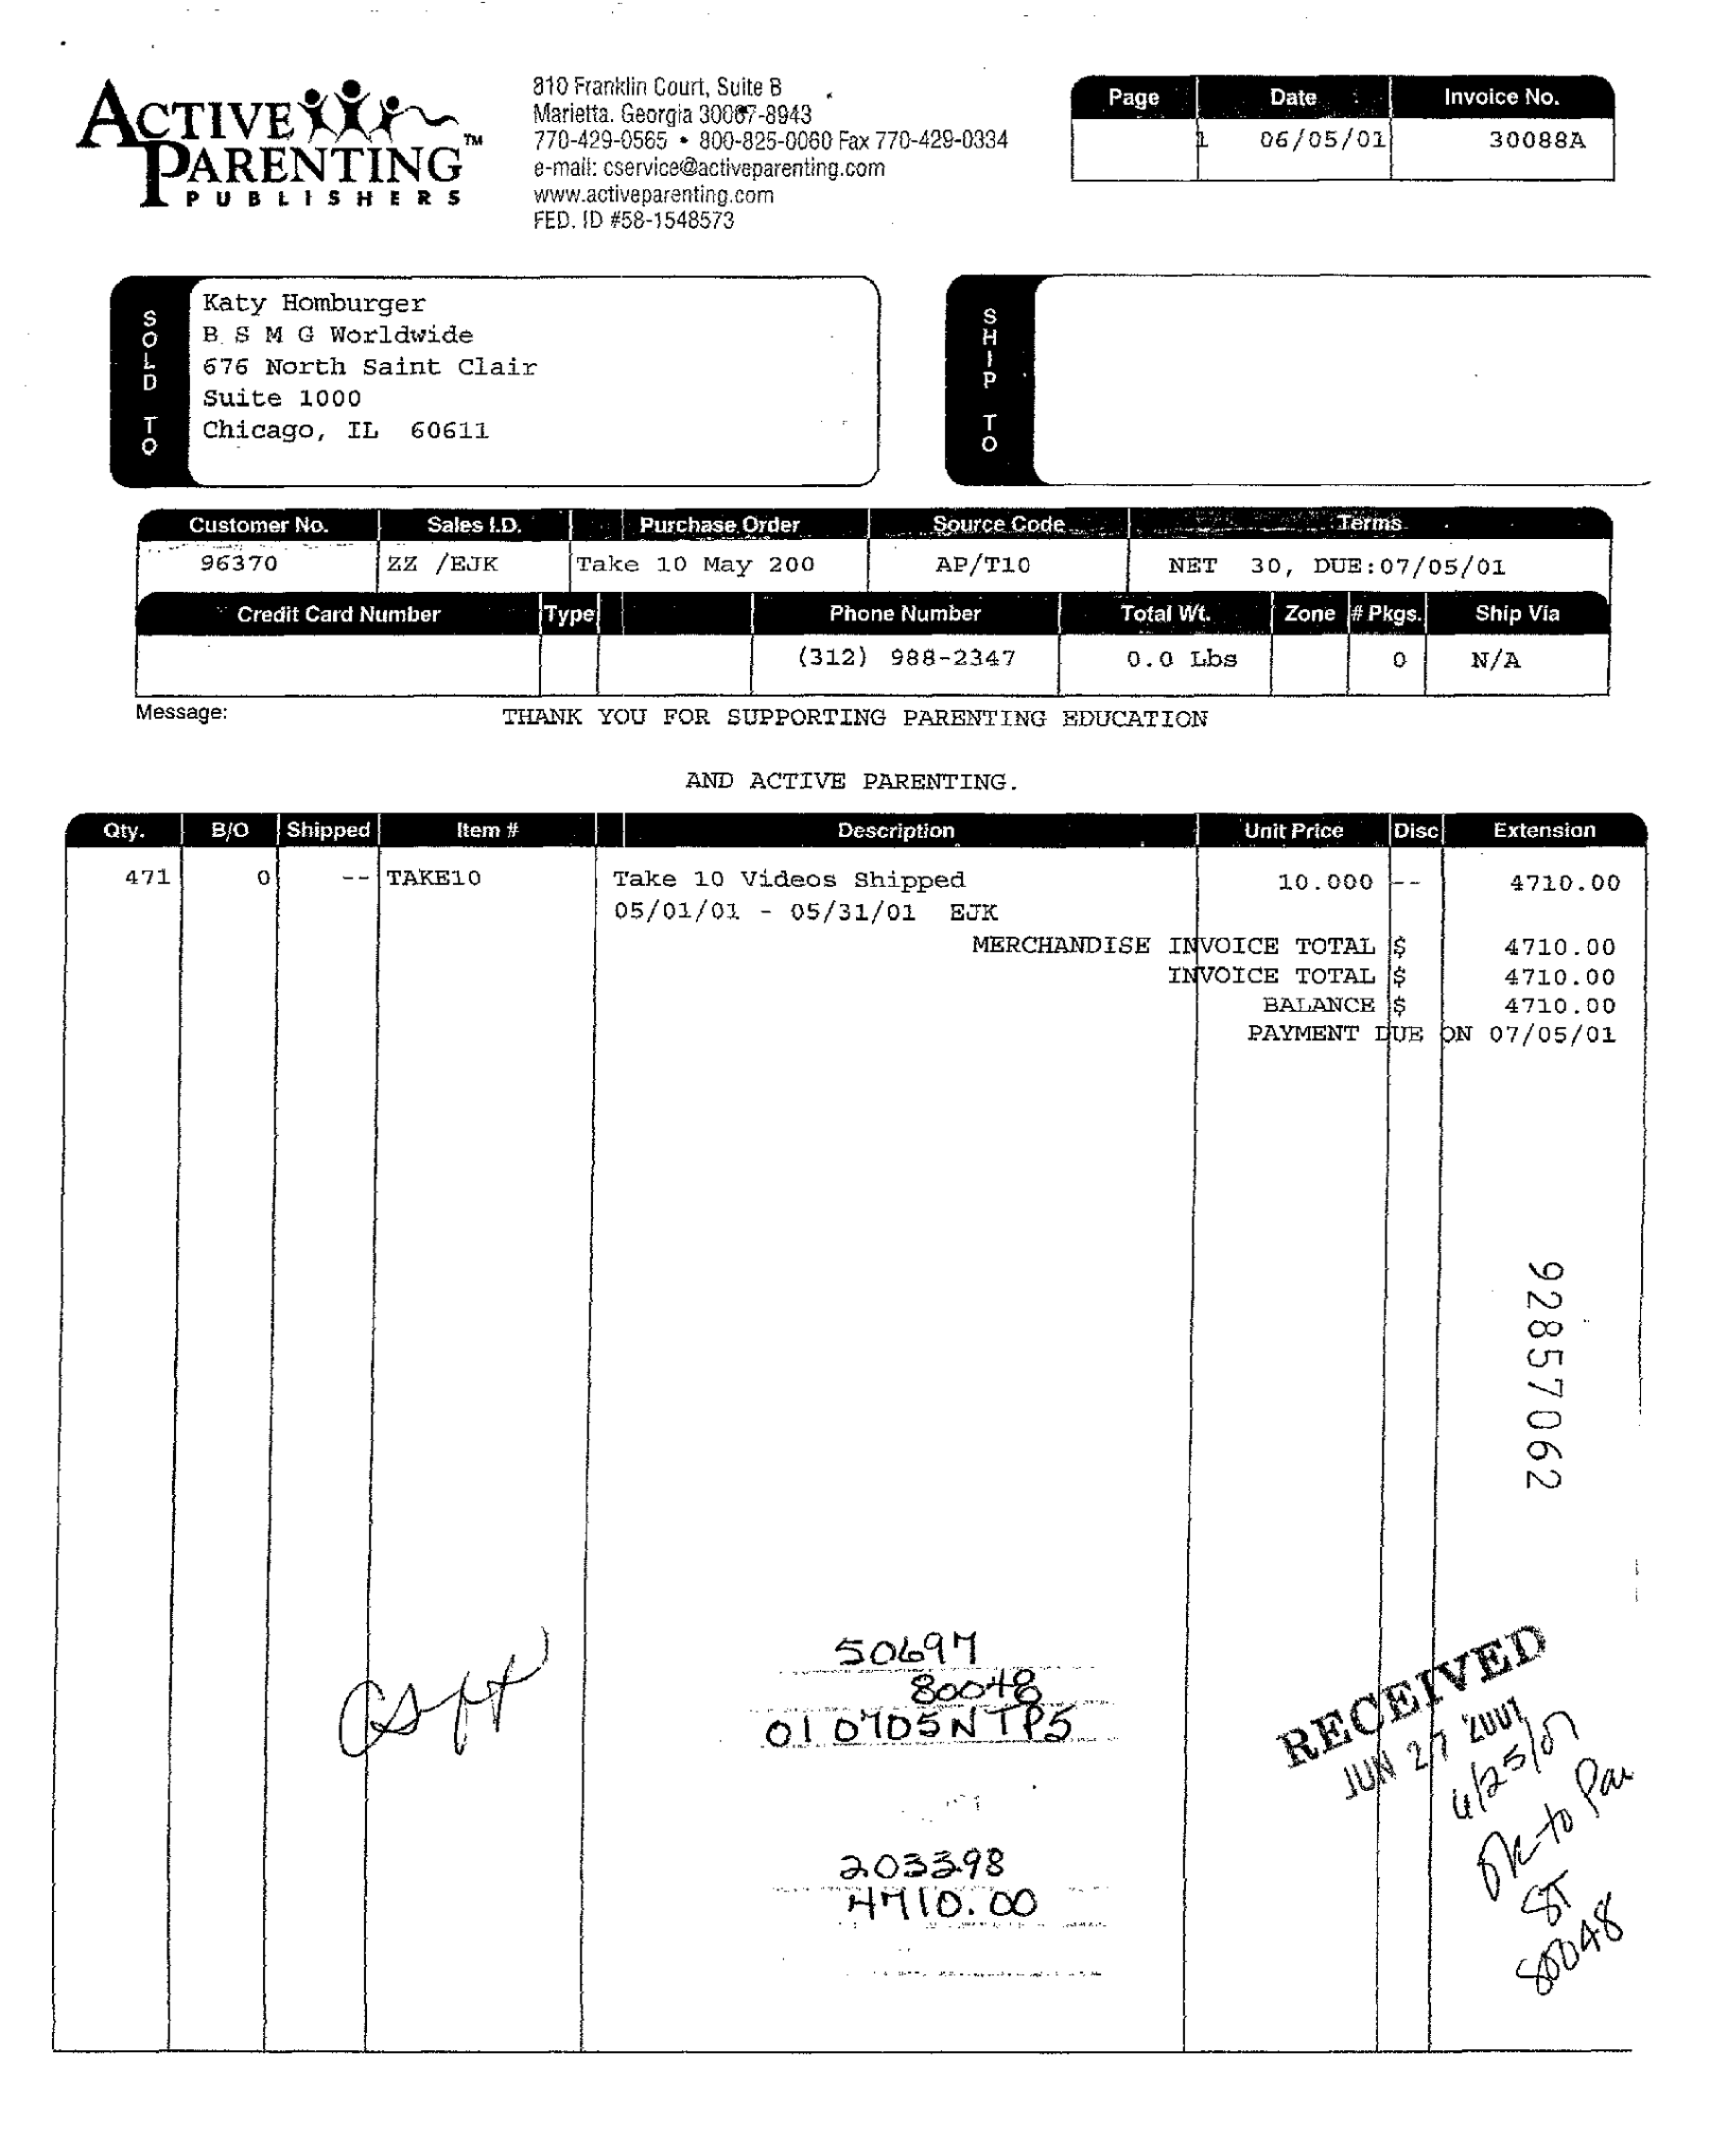 ACTIVE
PARENTING™
PUBLISHERS
810 Franklin Court, Suite B
Marietta, Georgia 30067-8943
770-429-0565 • 800-825-0060 Fax 770-429-0334
e-mail: cservice@activeparenting.com
www.activeparenting.com
FED. ID #58-1548573
Page Date Invoice No.
1 06/05/01 30088A
SOLD TO
Katy Homburger
B S M G Worldwide
676 North Saint Clair
Suite 1000
Chicago, IL 60611
SHIP TO
Customer No. Sales I.D. Purchase Order Source Code Terms
96370 ZZ /EJK Take 10 May 200 AP/T10 NET 30, DUE:07/05/01
Credit Card Number Type Phone Number Total Wt. Zone # Pkgs. Ship Via
(312) 988-2347 0.0 Lbs 0 N/A
Message: THANK YOU FOR SUPPORTING PARENTING EDUCATION
AND ACTIVE PARENTING.
Qty. B/O Shipped Item # Description Unit Price Disc Extension
471 0 -- TAKE10 Take 10 Videos Shipped 10.000 -- 4710.00
05/01/01 - 05/31/01 EJK
MERCHANDISE INVOICE TOTAL $ 4710.00
INVOICE TOTAL $ 4710.00
BALANCE $ 4710.00
PAYMENT DUE ON 07/05/01
92857062
50697
80048
010705NTP5
203398
4710.00
RECEIVED
JUN 27 2001
6/25/01
OK to Pay
ST
80048